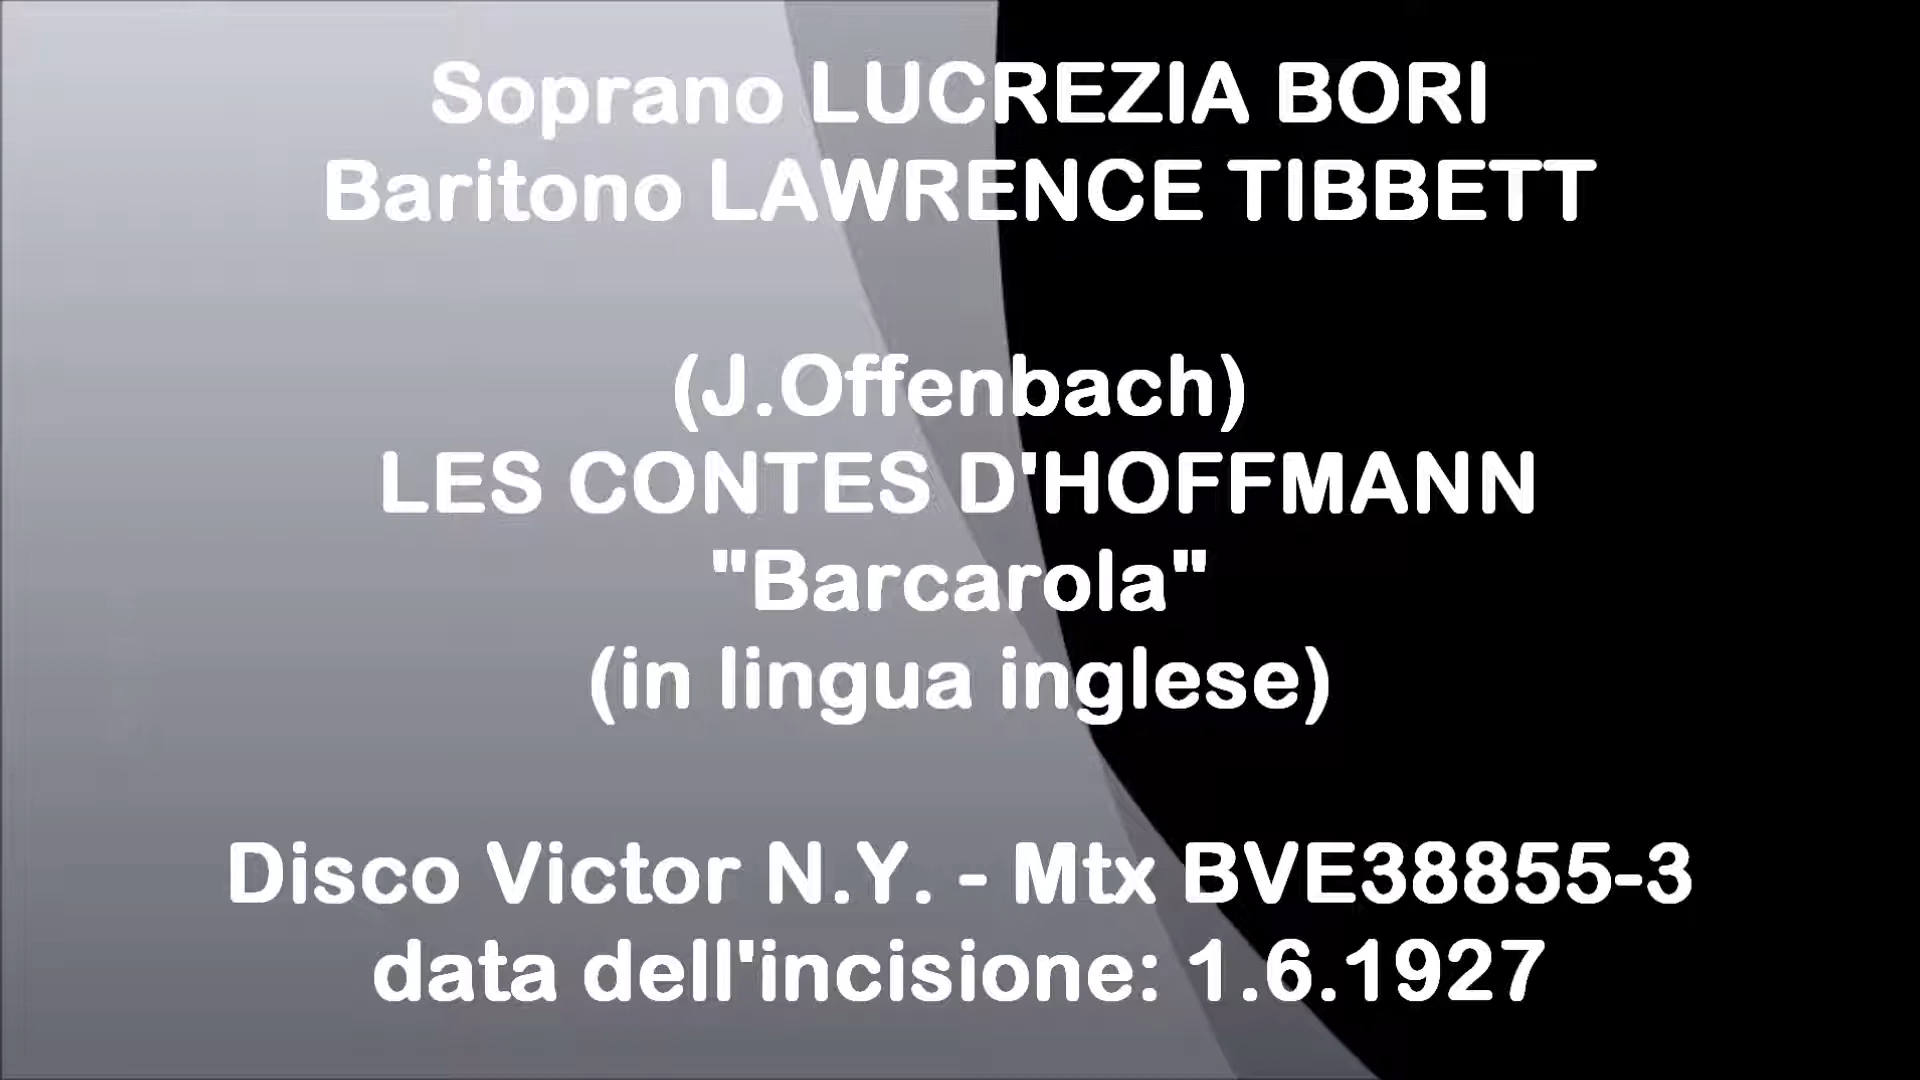 Soprano LUCREZIA BORI
Baritono LAWRENCE TIBBETT
(J.Offenbach)
LES CONTES D'HOFFMANN
"Barcarola"
(in lingua inglese)
Disco Victor N.Y. - Mtx BVE38855-3
data dell'incisione: 1.6.1927